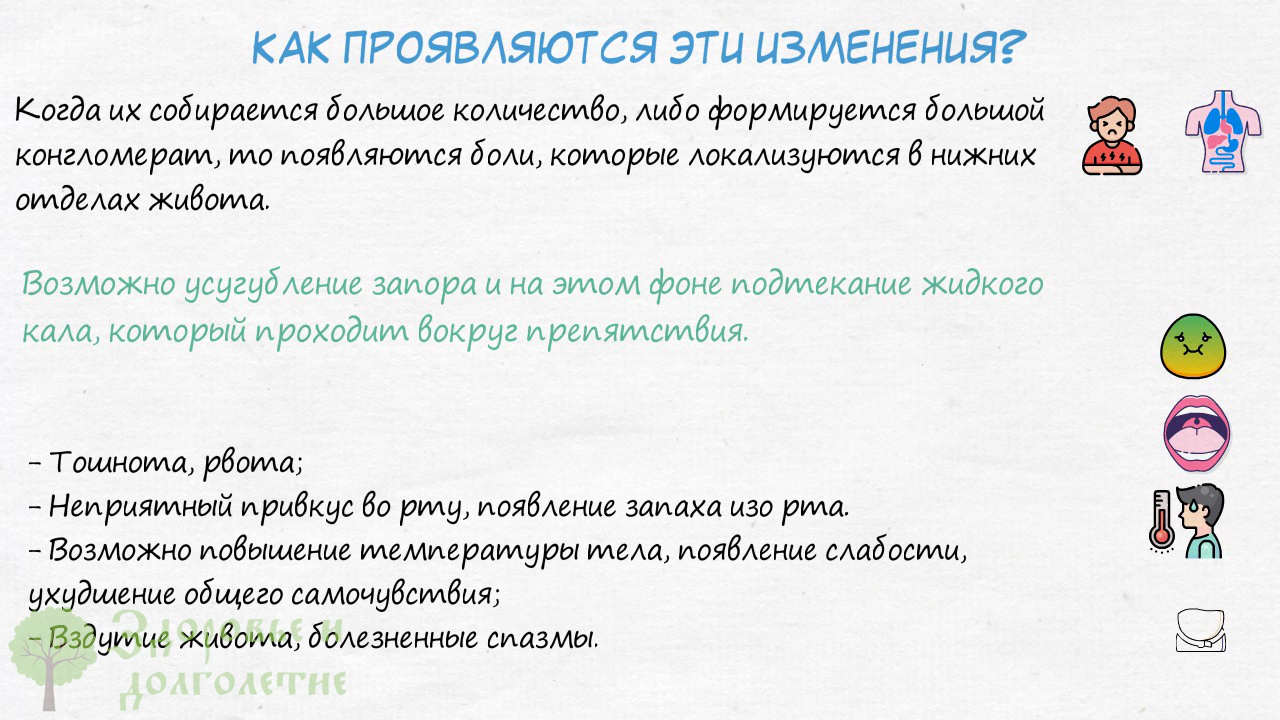 КАК ПРОЯВЛЯЮТСЯ ЭТИ ИЗМЕНЕНИЯ?
Когда их собирается большое количество, либо формируется большой
конгломерат, то появляются боли, которые локализуются в нижних
отделах живота.
Возможно усугубление запора и на этом фоне подтекание жидкого
кала, который проходит вокруг препятствия.
- Тошнота, рвота;
- Неприятный привкус во рту, появление запаха изо рта.
- Возможно повышение температуры тела, появление слабости,
ухудшение общего самочувствия;
- Вздутие живота, болезненные спазмы.
Здоровье и
долголетие